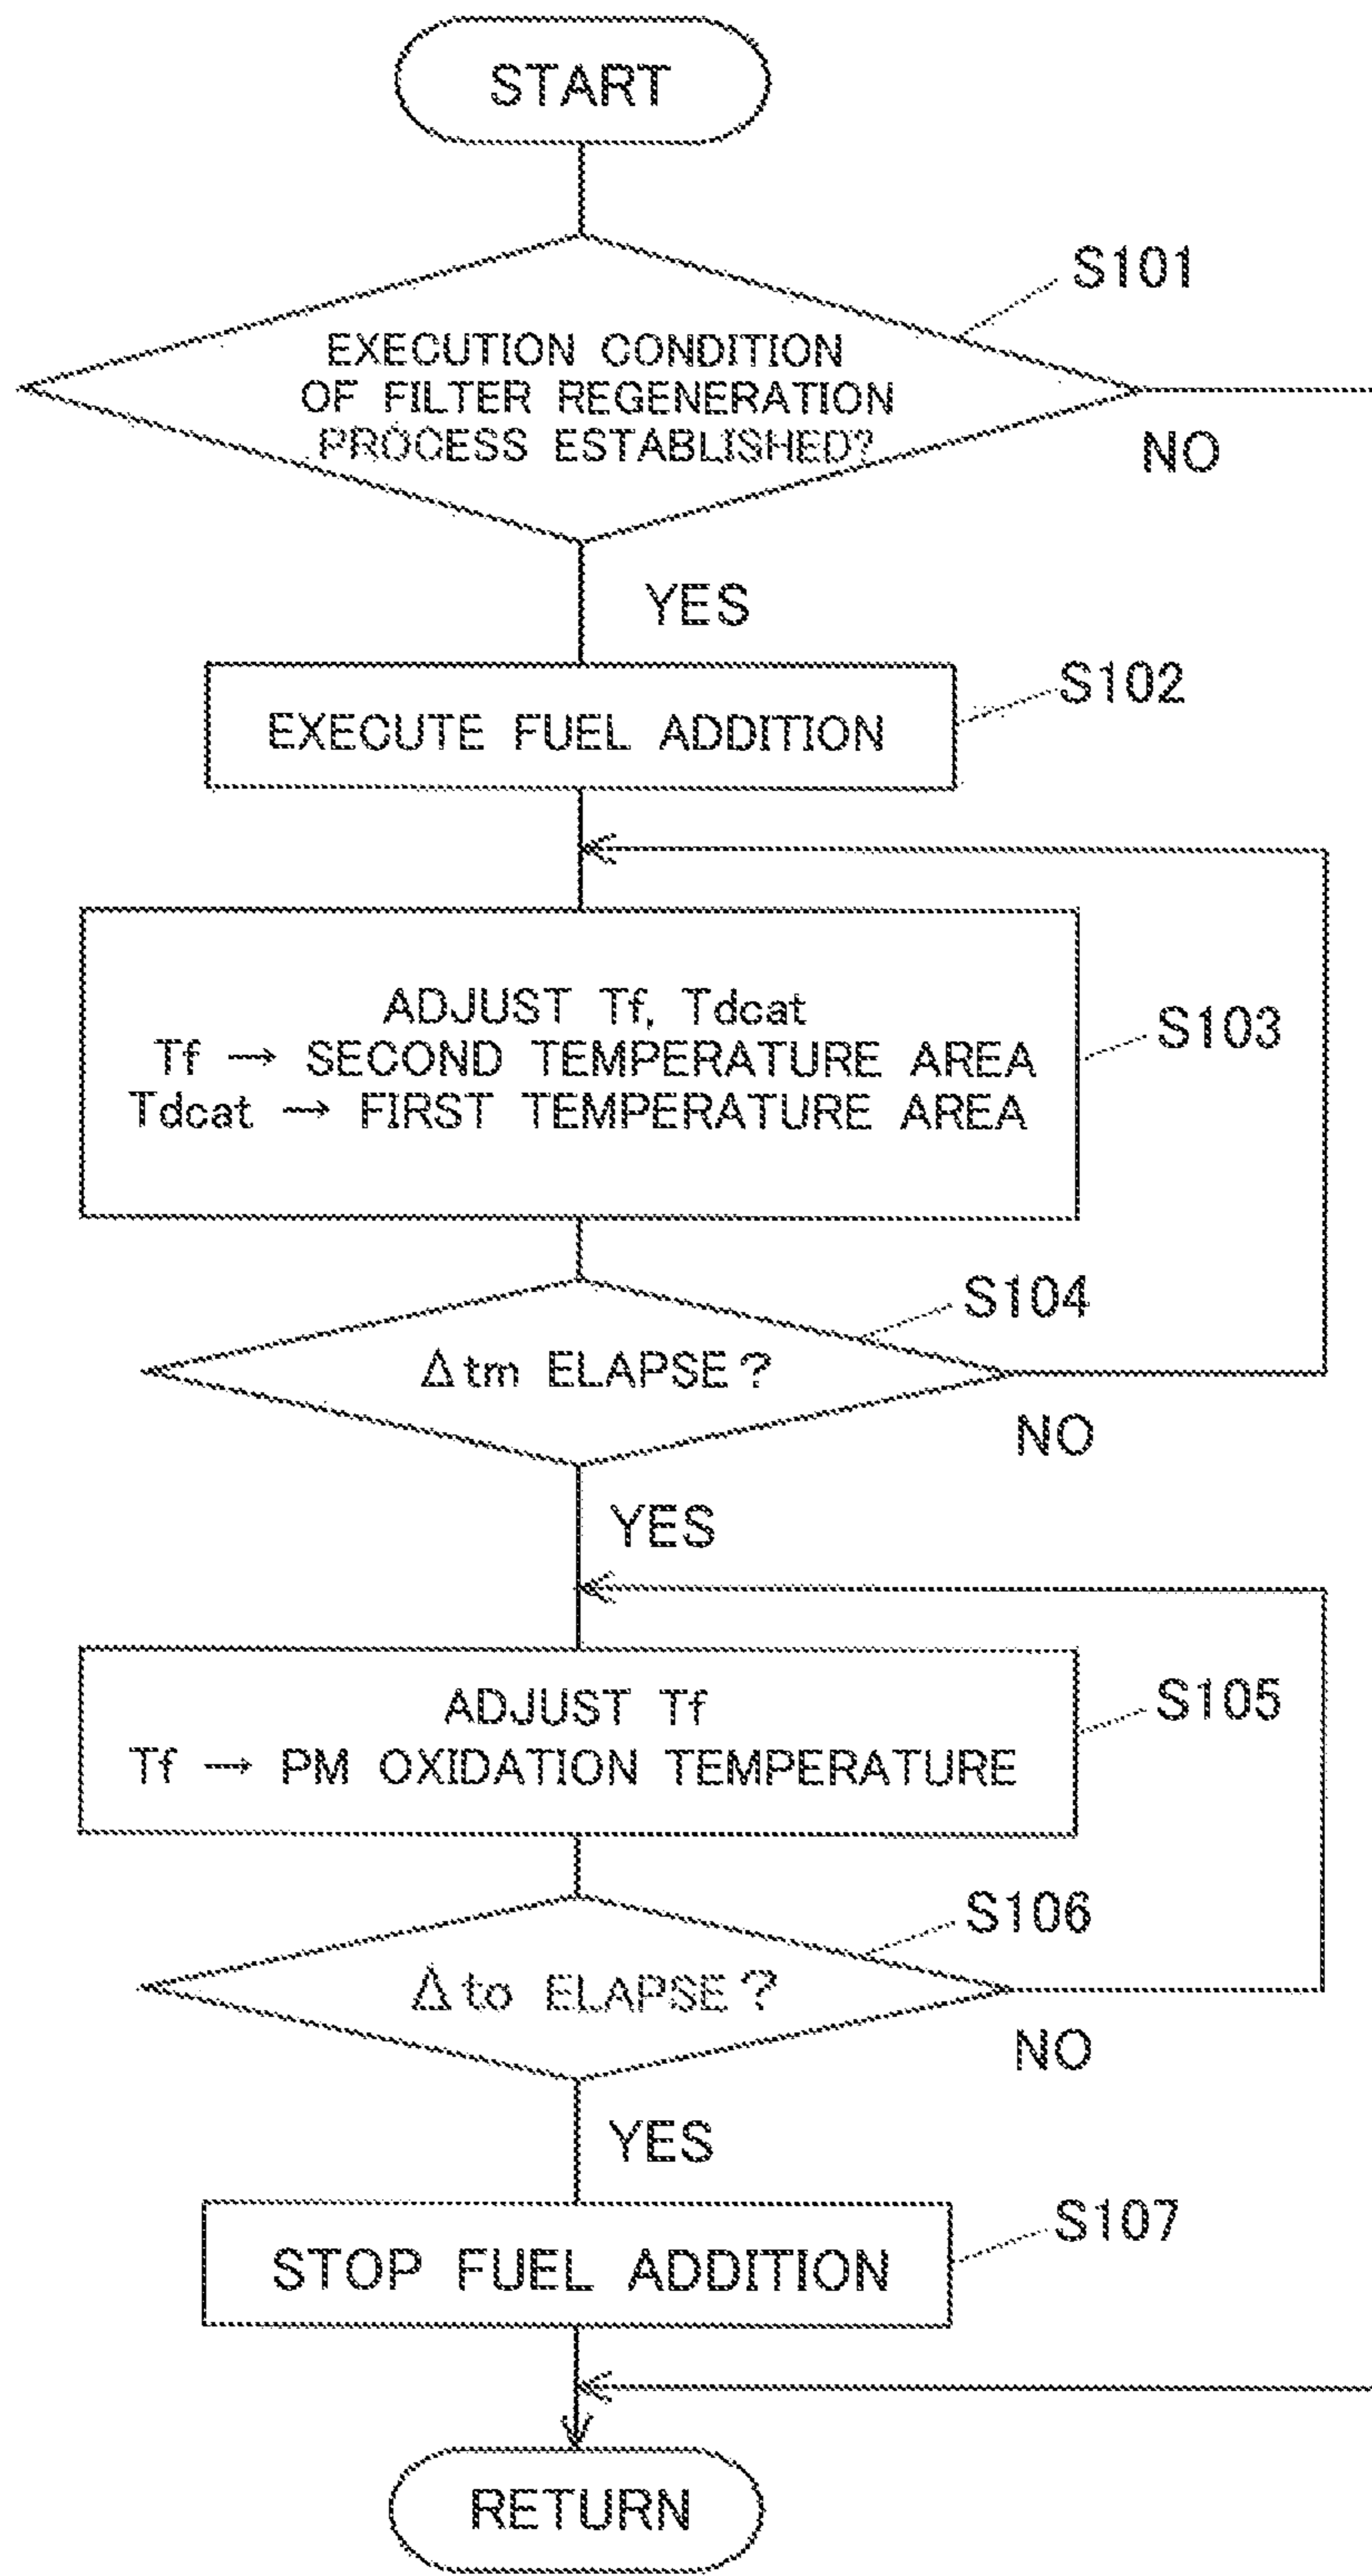 START
S101
EXECUTION CONDITION
OF FILTER REGENERATION
PROCESS ESTABLISHED?
NO
YES
S102
EXECUTE FUEL ADDITION
ADJUST Tf, Tdcat
Tf → SECOND TEMPERATURE AREA
Tdcat → FIRST TEMPERATURE AREA
S103
S104
Δtm ELAPSE?
NO
YES
ADJUST Tf
Tf → PM OXIDATION TEMPERATURE
S105
S106
Δto ELAPSE?
NO
YES
S107
STOP FUEL ADDITION
RETURN